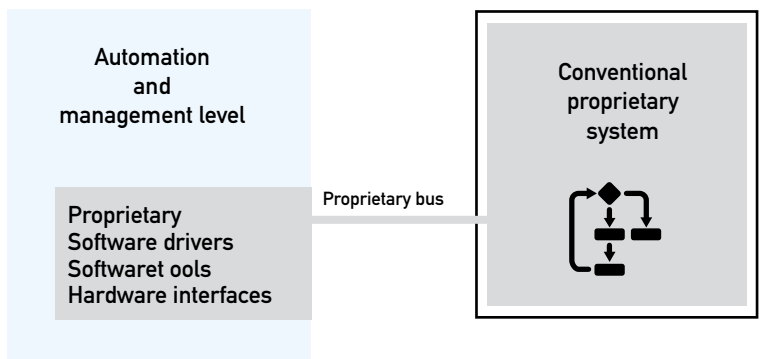 Automation
and
management level
Proprietary
Software drivers
Softwaret ools
Hardware interfaces
Proprietary bus
Conventional
proprietary
system